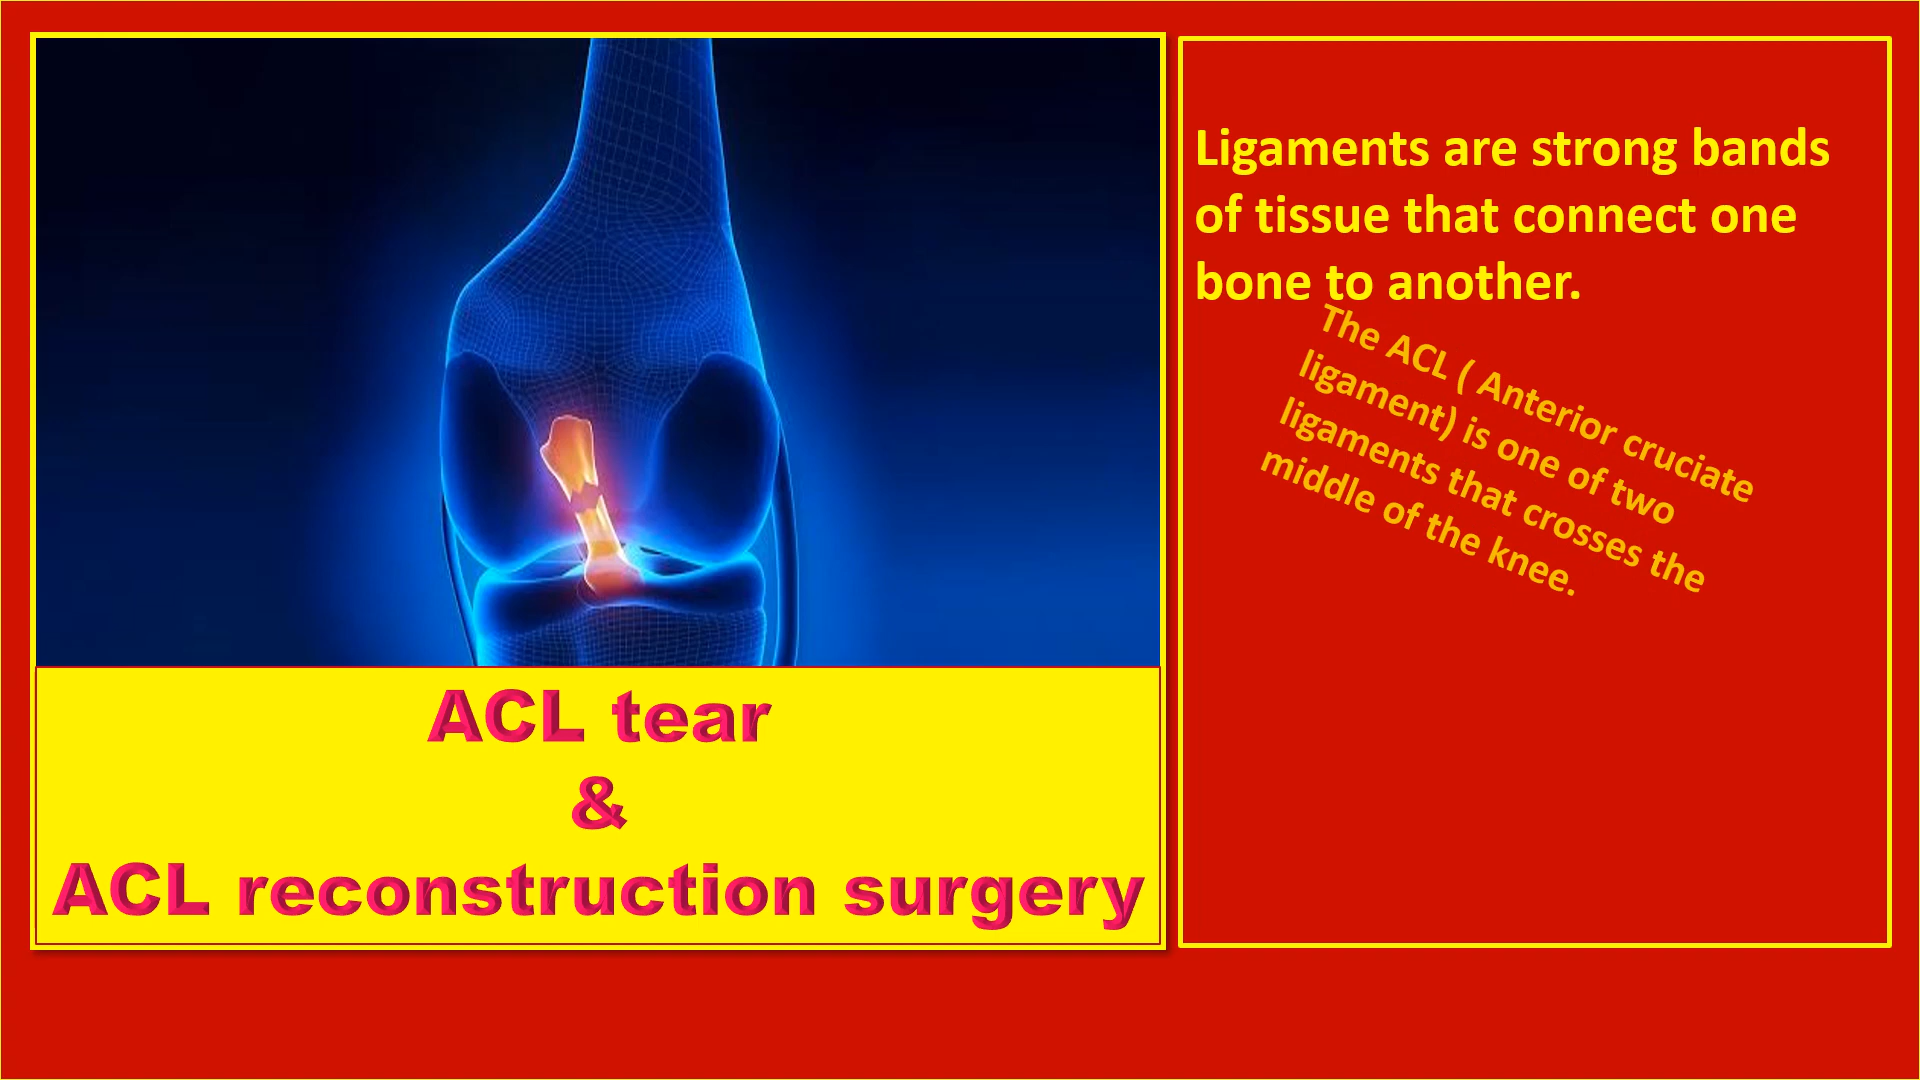 ACL tear
&
ACL reconstruction surgery
Ligaments are strong bands
of tissue that connect one
bone to another.
The ACL ( Anterior cruciate
ligament) is one of two
ligaments that crosses the
middle of the knee.